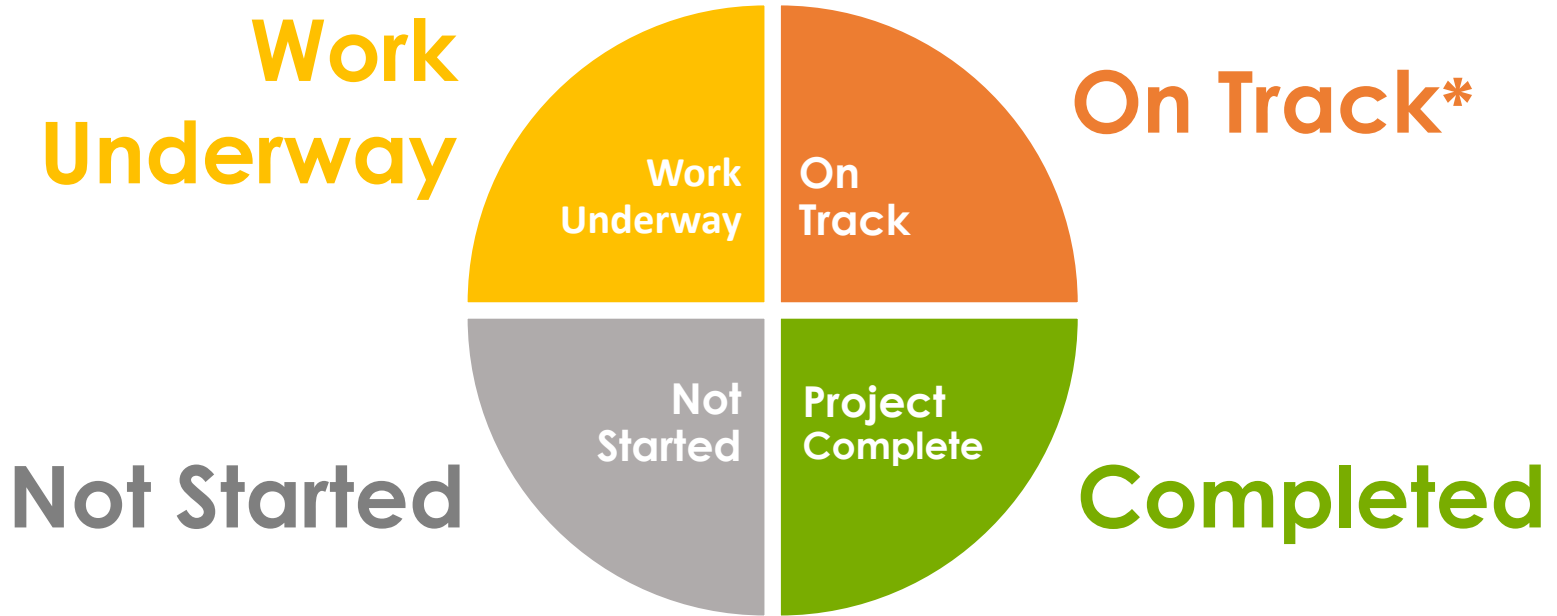 Work
Underway
On Track*
Work
Underway
On
Track
Not
Started
Project
Complete
Not Started
Completed